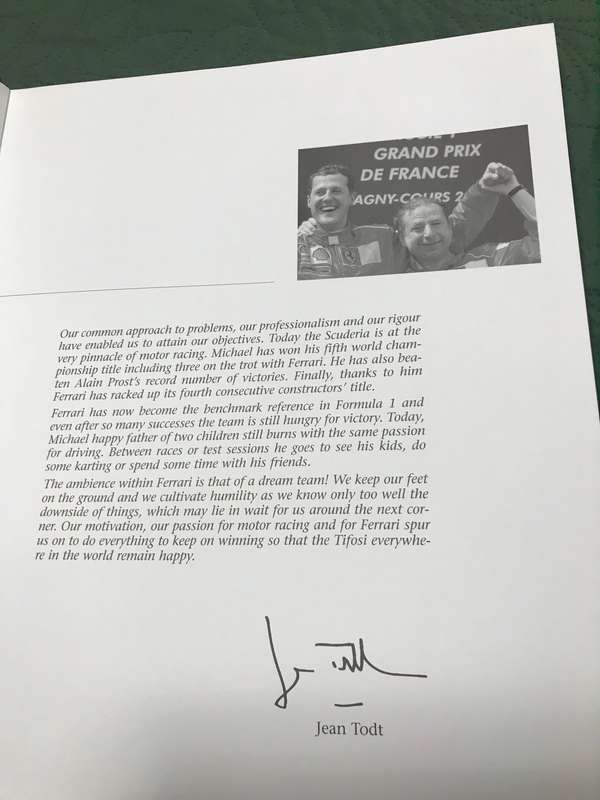 GRAND PRIX
DE FRANCE
AGNY-COURS 2
Our common approach to problems, our professionalism and our rigour
have enabled us to attain our objectives. Today the Scuderia is at the
very pinnacle of motor racing. Michael has won his fifth world cham-
pionship title including three on the trot with Ferrari. He has also bea-
ten Alain Prost's record number of victories. Finally, thanks to him
Ferrari has racked up its fourth consecutive constructors' title.
Ferrari has now become the benchmark reference in Formula 1 and
even after so many successes the team is still hungry for victory. Today,
Michael happy father of two children still burns with the same passion
for driving. Between races or test sessions he goes to see his kids, do
some karting or spend some time with his friends.
The ambience within Ferrari is that of a dream team! We keep our feet
on the ground and we cultivate humility as we know only too well the
downside of things, which may lie in wait for us around the next cor-
ner. Our motivation, our passion for motor racing and for Ferrari spur
us on to do everything to keep on winning so that the Tifosi everywhe-
re in the world remain happy.
Jean Todt